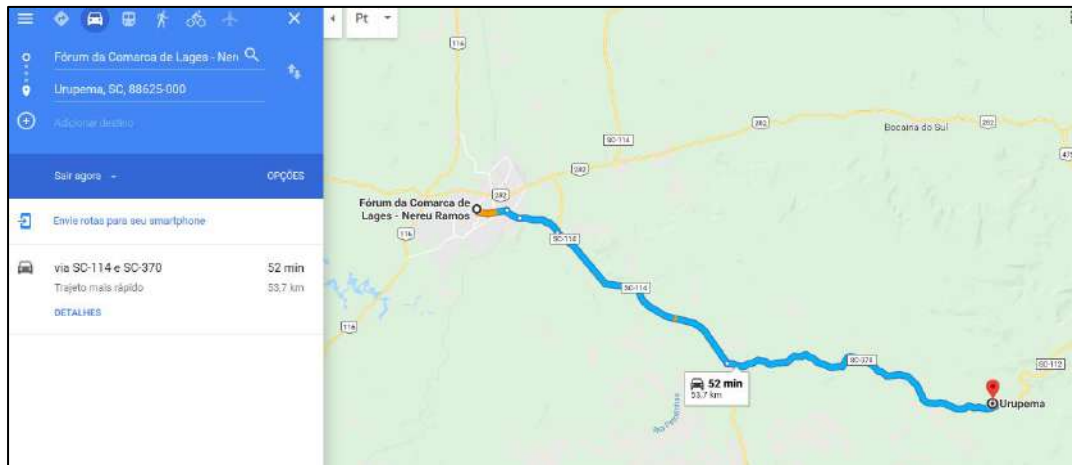 Fórum da Comarca de Lages - Ner
Urupema, SC, 88625-000
Adicionar destino
Sair agora
OPÇÕES
Envie rotas para seu smartphone
via SC-114 e SC-370
52 min
Trajeto mais rápido
53,7 km
DETALHES
Pt
116
282
Bocaina do Sul
282
SC-114
475
282
282
Fórum da Comarca de
Lages - Nereu Ramos
116
SC-114
SC-114
116
SC-370
SC-112
52 min
53,7 km
Urupema